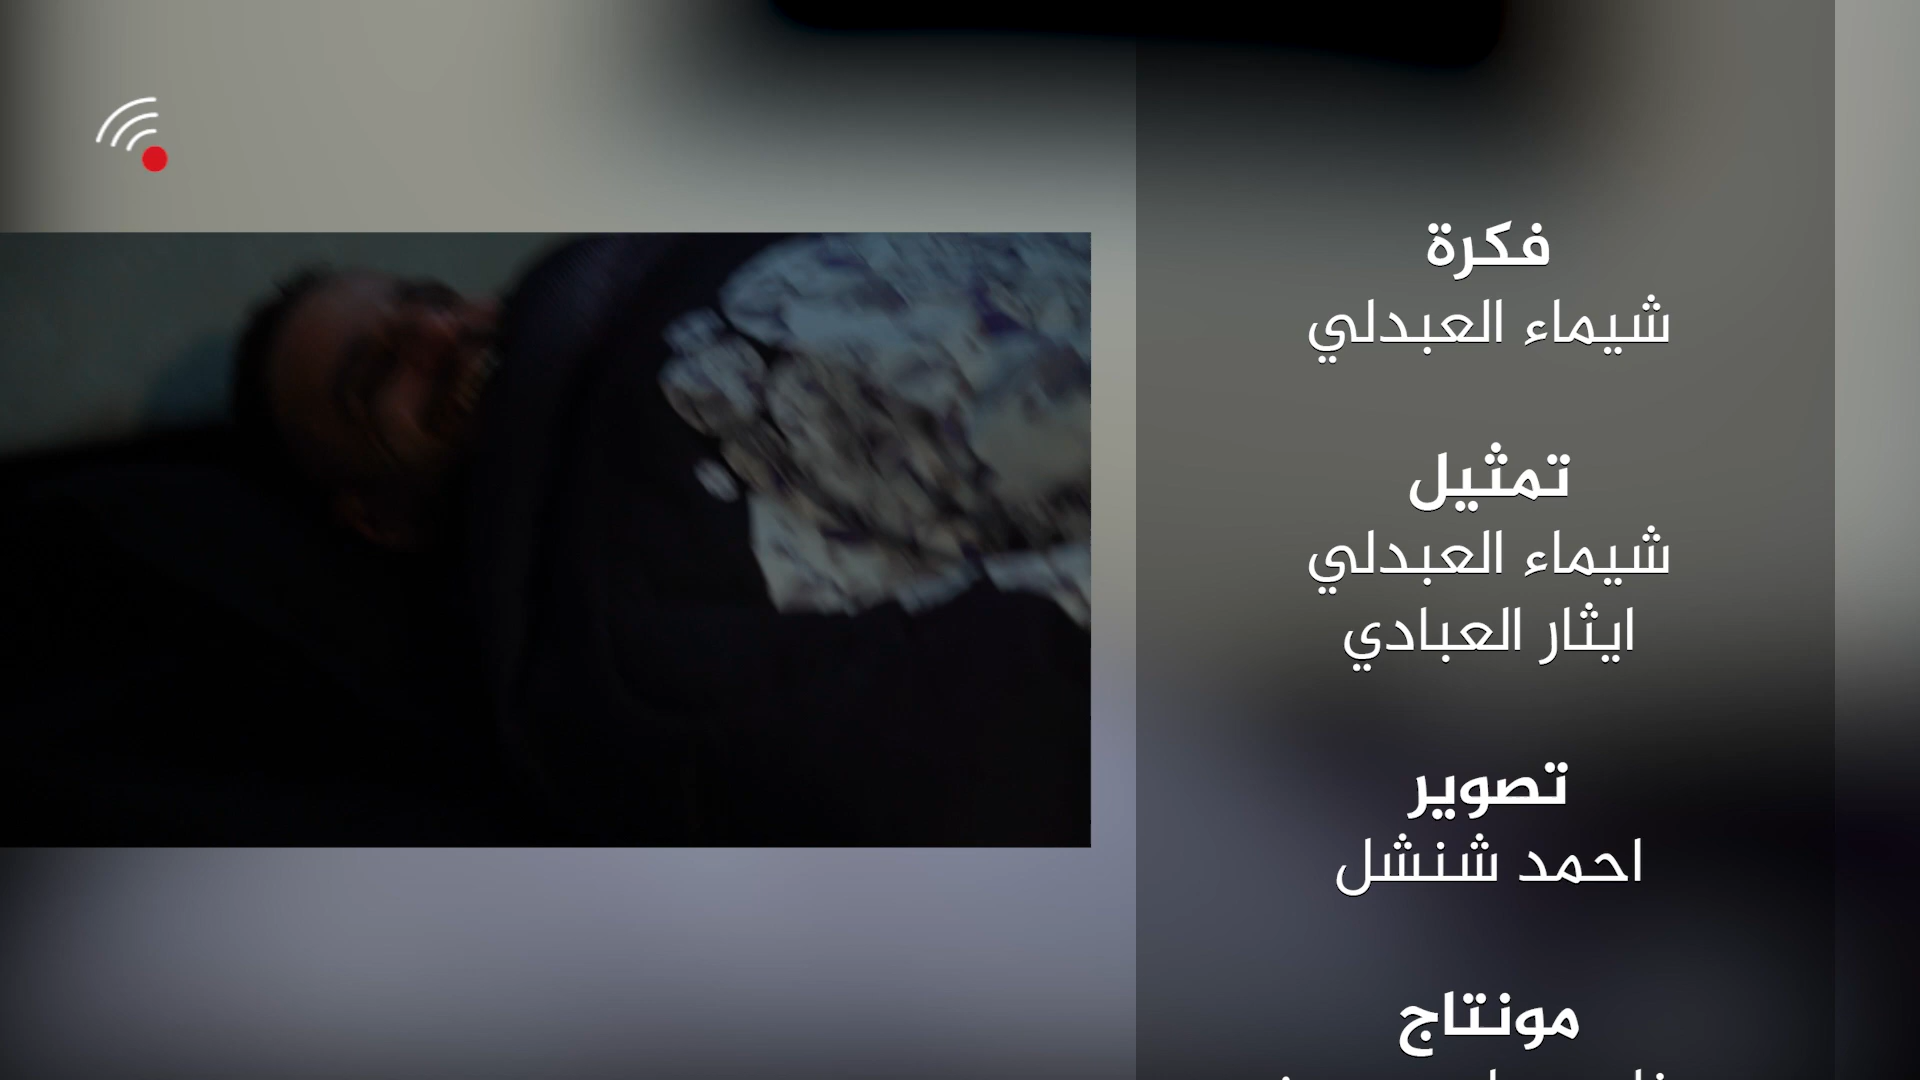 فكرة
شيماء العبدلي
تمثيل
شيماء العبدلي
ايثار العبادي
تصوير
احمد شنشل
مونتاج